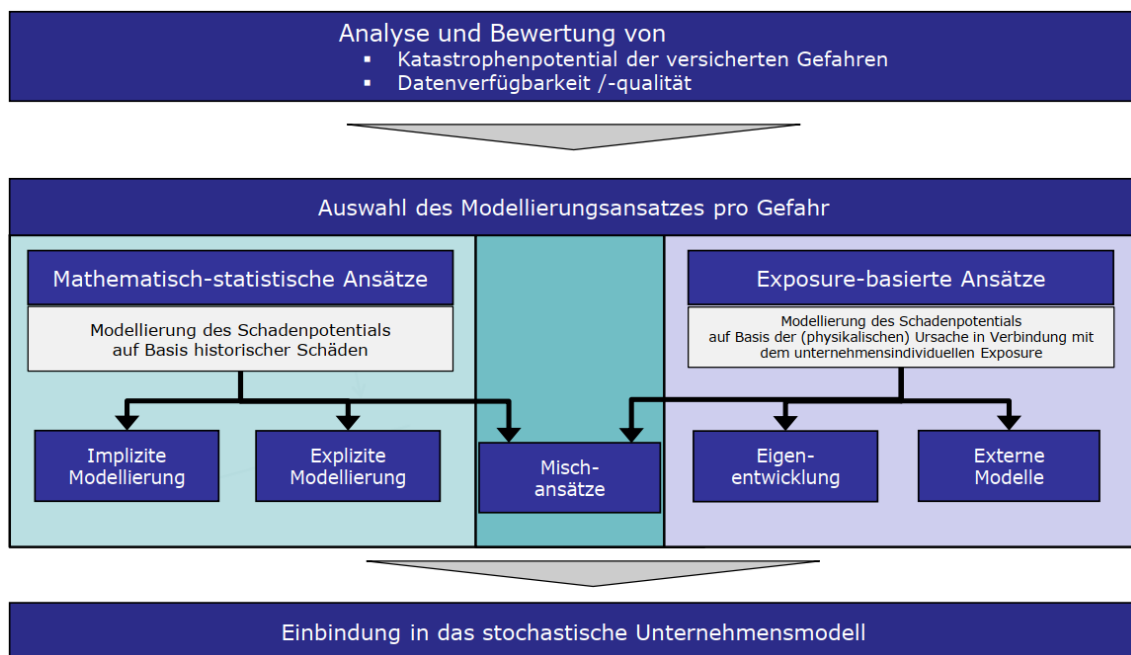 Analyse und Bewertung von
▪ Katastrophenpotential der versicherten Gefahren
▪ Datenverfügbarkeit /-qualität
Auswahl des Modellierungsansatzes pro Gefahr
Mathematisch-statistische Ansätze
Modellierung des Schadenpotentials
auf Basis historischer Schäden
Exposure-basierte Ansätze
Modellierung des Schadenpotentials
auf Basis der (physikalischen) Ursache in Verbindung mit
dem unternehmensindividuellen Exposure
Implizite
Modellierung
Explizite
Modellierung
Misch-
ansätze
Eigen-
entwicklung
Externe
Modelle
Einbindung in das stochastische Unternehmensmodell